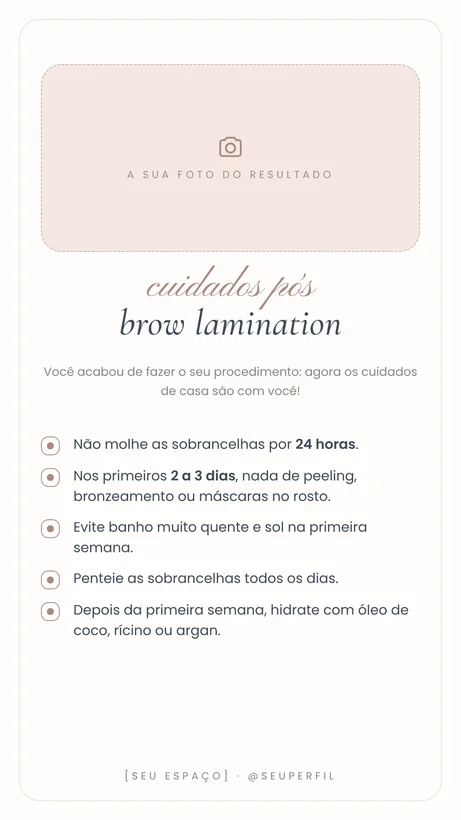 A SUA FOTO DO RESULTADO
cuidados pós
brow lamination
Você acabou de fazer o seu procedimento: agora os cuidados
de casa são com você!
Não molhe as sobrancelhas por 24 horas.
Nos primeiros 2 a 3 dias, nada de peeling,
bronzeamento ou máscaras no rosto.
Evite banho muito quente e sol na primeira
semana.
Penteie as sobrancelhas todos os dias.
Depois da primeira semana, hidrate com óleo de
coco, rícino ou argan.
[SEU ESPAÇO] · @SEUPERFIL